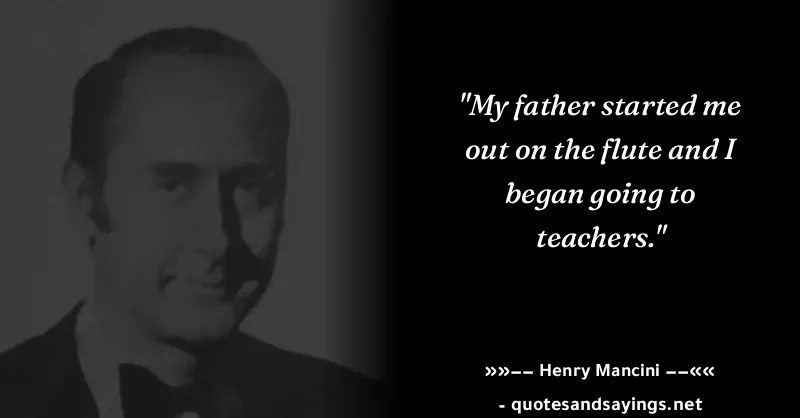 "My father started me
out on the flute and I
began going to
teachers."
»»−− Henry Mancini −−««
- quotesandsayings.net